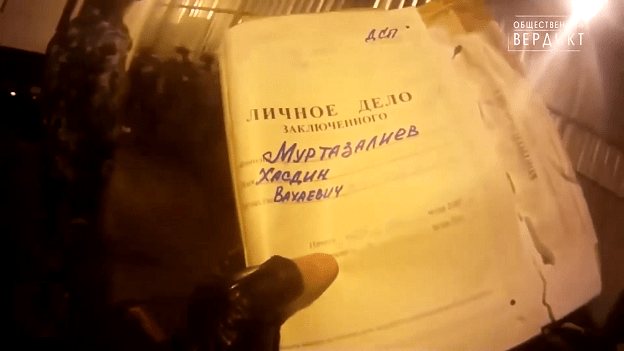 ОБЩЕСТВЕННЫЙ
ВЕРДИКТ
ДСП
ЛИЧНОЕ ДЕЛО
ЗАКЛЮЧЕННОГО
МУРТАЗАЛИЕВ
ХАСДИН
ВАХАЕВИЧ